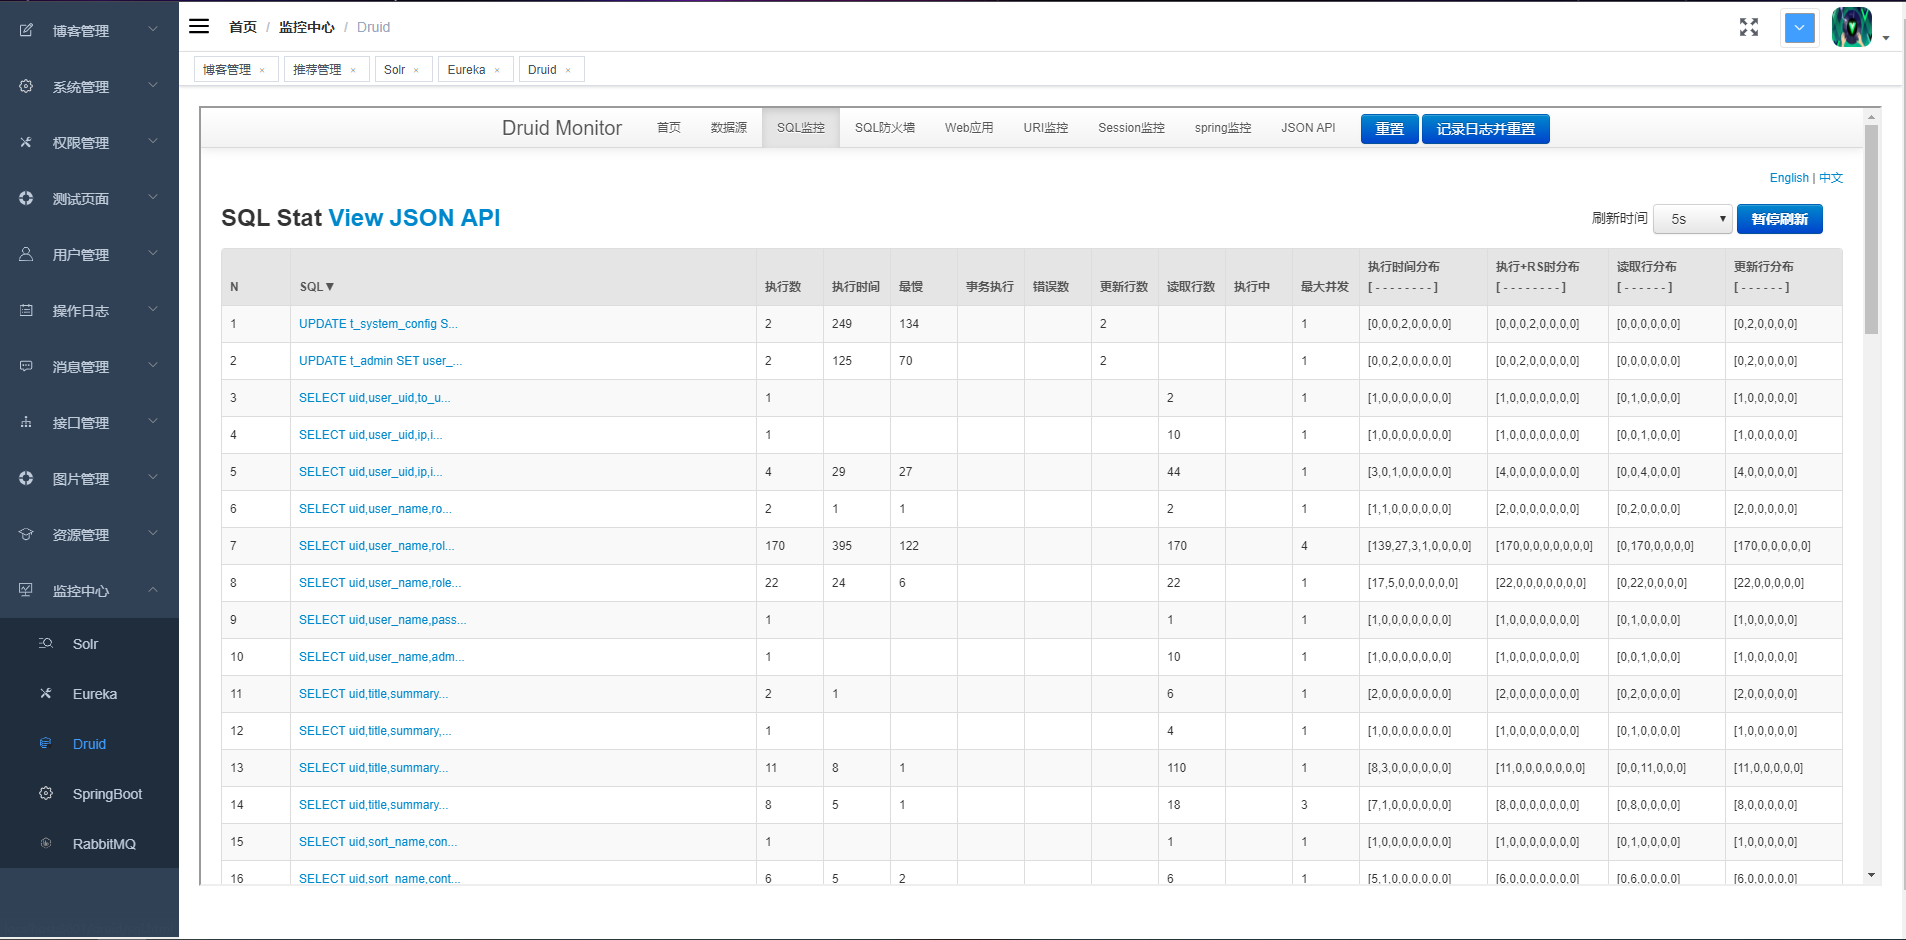 博客管理
系统管理
权限管理
测试页面
用户管理
操作日志
消息管理
接口管理
图片管理
资源管理
监控中心
Solr
Eureka
Druid
SpringBoot
RabbitMQ
首页 / 监控中心 / Druid
博客管理 × 推荐管理 × Solr × Eureka × Druid ×
Druid Monitor 首页 数据源 SQL监控 SQL防火墙 Web应用 URI监控 Session监控 spring监控 JSON API 重置 记录日志并重置
English | 中文
SQL Stat View JSON API 刷新时间 5s 暂停刷新
N SQL▼ 执行数 执行时间 最慢 事务执行 错误数 更新行数 读取行数 执行中 最大并发 执行时间分布 [ - - - - - - - - ] 执行+RS时分布 [ - - - - - - - - ] 读取行分布 [ - - - - - - ] 更新行分布 [ - - - - - - ]
1 UPDATE t_system_config S... 2 249 134 2 1 [0,0,0,2,0,0,0,0] [0,0,0,2,0,0,0,0] [0,0,0,0,0,0] [0,2,0,0,0,0]
2 UPDATE t_admin SET user_... 2 125 70 2 1 [0,0,2,0,0,0,0,0] [0,0,2,0,0,0,0,0] [0,0,0,0,0,0] [0,2,0,0,0,0]
3 SELECT uid,user_uid,to_u... 1 2 1 [1,0,0,0,0,0,0,0] [1,0,0,0,0,0,0,0] [0,1,0,0,0,0] [1,0,0,0,0,0]
4 SELECT uid,user_uid,ip,i... 1 10 1 [1,0,0,0,0,0,0,0] [1,0,0,0,0,0,0,0] [0,0,1,0,0,0] [1,0,0,0,0,0]
5 SELECT uid,user_uid,ip,i... 4 29 27 44 1 [3,0,1,0,0,0,0,0] [4,0,0,0,0,0,0,0] [0,0,4,0,0,0] [4,0,0,0,0,0]
6 SELECT uid,user_name,ro... 2 1 1 2 1 [1,1,0,0,0,0,0,0] [2,0,0,0,0,0,0,0] [0,2,0,0,0,0] [2,0,0,0,0,0]
7 SELECT uid,user_name,rol... 170 395 122 170 4 [139,27,3,1,0,0,0,0] [170,0,0,0,0,0,0,0] [0,170,0,0,0,0] [170,0,0,0,0,0]
8 SELECT uid,user_name,role... 22 24 6 22 1 [17,5,0,0,0,0,0,0] [22,0,0,0,0,0,0,0] [0,22,0,0,0,0] [22,0,0,0,0,0]
9 SELECT uid,user_name,pass... 1 1 1 [1,0,0,0,0,0,0,0] [1,0,0,0,0,0,0,0] [0,1,0,0,0,0] [1,0,0,0,0,0]
10 SELECT uid,user_name,adm... 1 10 1 [1,0,0,0,0,0,0,0] [1,0,0,0,0,0,0,0] [0,0,1,0,0,0] [1,0,0,0,0,0]
11 SELECT uid,title,summary... 2 1 6 1 [2,0,0,0,0,0,0,0] [2,0,0,0,0,0,0,0] [0,2,0,0,0,0] [2,0,0,0,0,0]
12 SELECT uid,title,summary,... 1 4 1 [1,0,0,0,0,0,0,0] [1,0,0,0,0,0,0,0] [0,1,0,0,0,0] [1,0,0,0,0,0]
13 SELECT uid,title,summary... 11 8 1 110 1 [8,3,0,0,0,0,0,0] [11,0,0,0,0,0,0,0] [0,0,11,0,0,0] [11,0,0,0,0,0]
14 SELECT uid,title,summary... 8 5 1 18 3 [7,1,0,0,0,0,0,0] [8,0,0,0,0,0,0,0] [0,8,0,0,0,0] [8,0,0,0,0,0]
15 SELECT uid,sort_name,con... 1 1 1 [1,0,0,0,0,0,0,0] [1,0,0,0,0,0,0,0] [0,1,0,0,0,0] [1,0,0,0,0,0]
16 SELECT uid,sort_name,cont... 6 5 2 6 1 [5,1,0,0,0,0,0,0] [6,0,0,0,0,0,0,0] [0,6,0,0,0,0] [6,0,0,0,0,0]